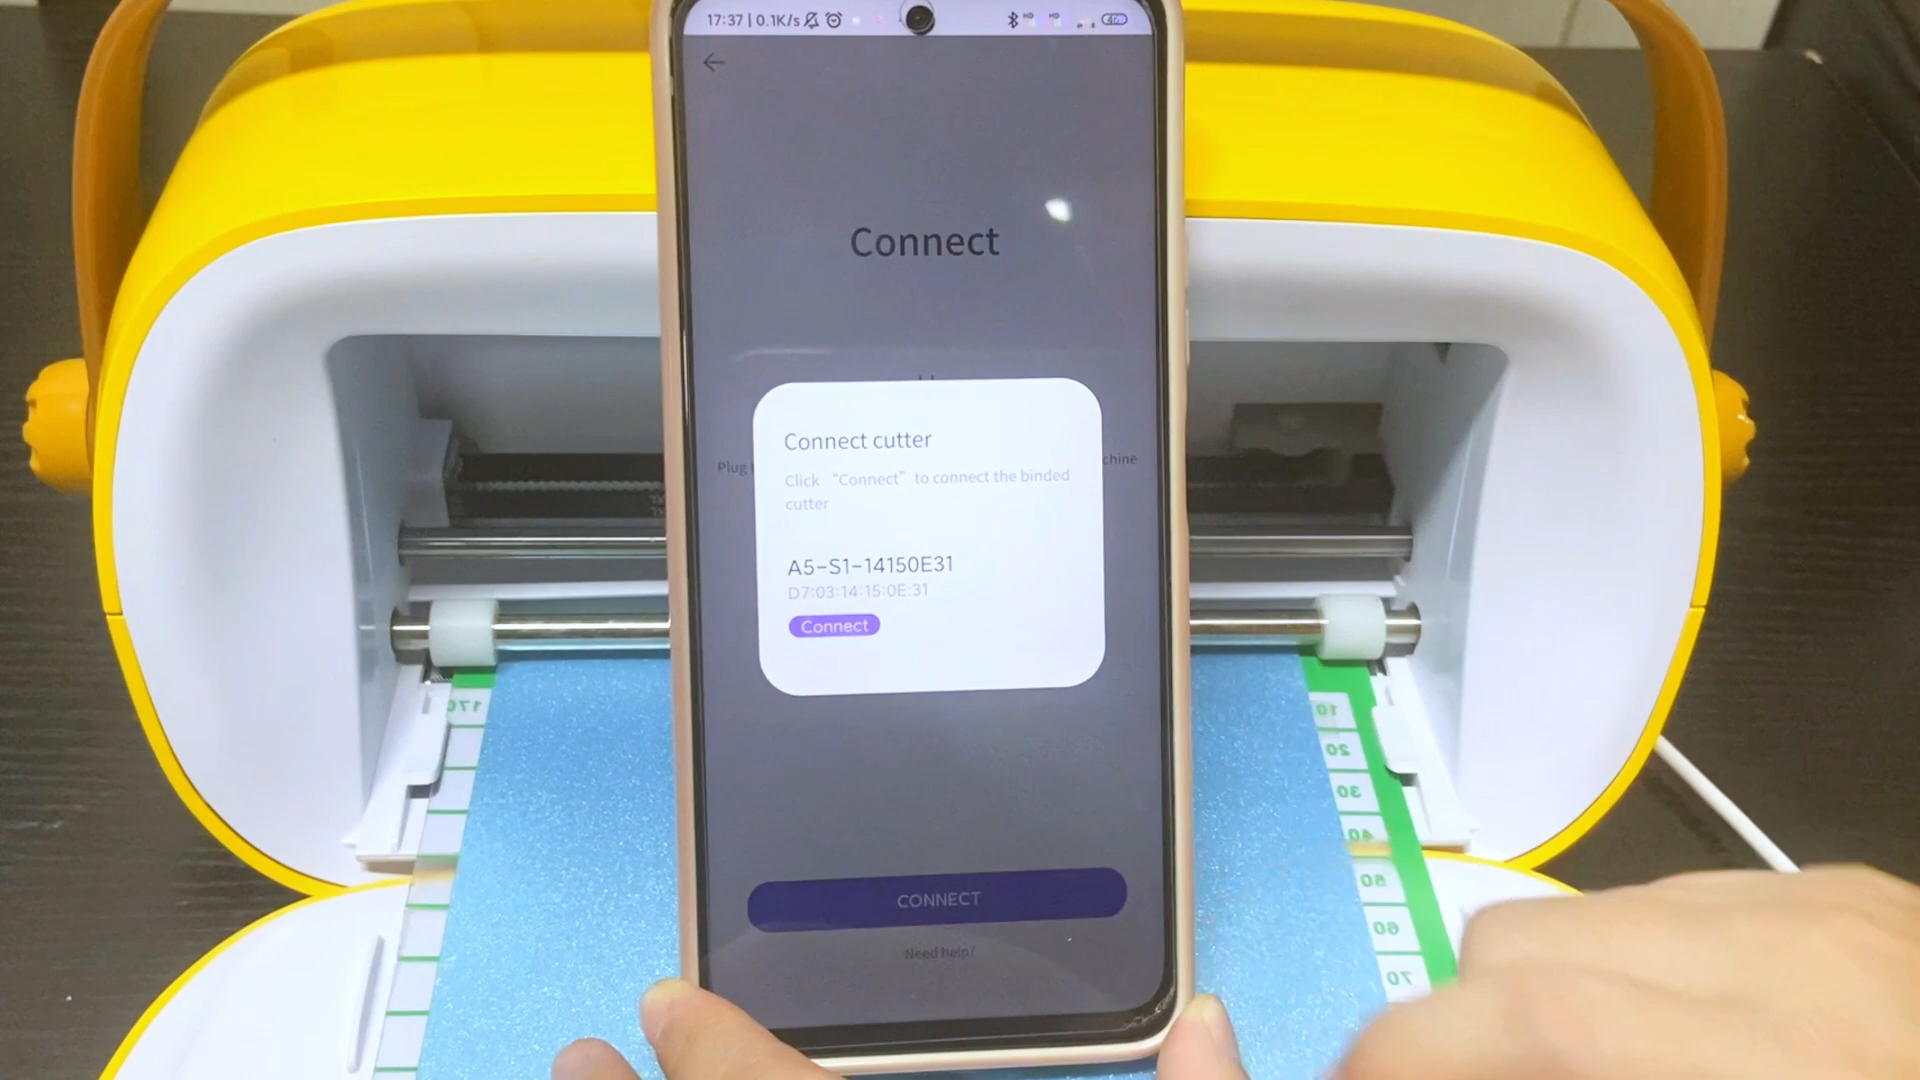 17:37 | 0.1K/s
Connect
Plug
chine
Connect cutter
Click “Connect” to connect the binded
cutter
A5-S1-14150E31
D7:03:14:15:0E:31
Connect
CONNECT
Need help?
170
10
20
30
40
50
60
70